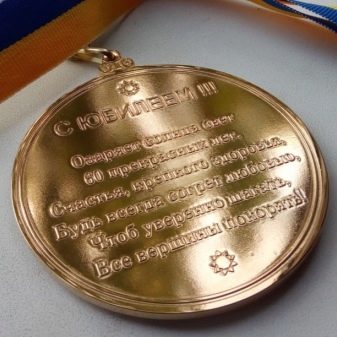 С ЮБИЛЕЕМ !!!
Озаряет солнца свет
60 прекрасных лет.
Счастья, крепкого здоровья,
Будь всегда согрет любовью,
Чтоб уверенно шагать,
Все вершины покорять!